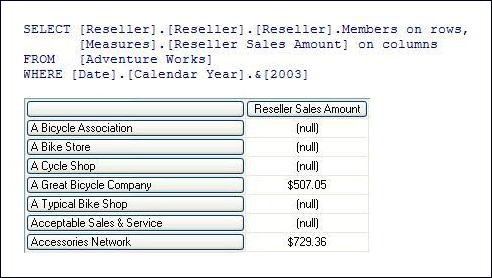 SELECT [Reseller].[Reseller].[Reseller].Members on rows,
[Measures].[Reseller Sales Amount] on columns
FROM [Adventure Works]
WHERE [Date].[Calendar Year].&[2003]
Reseller Sales Amount
A Bicycle Association (null)
A Bike Store (null)
A Cycle Shop (null)
A Great Bicycle Company $507.05
A Typical Bike Shop (null)
Acceptable Sales & Service (null)
Accessories Network $729.36